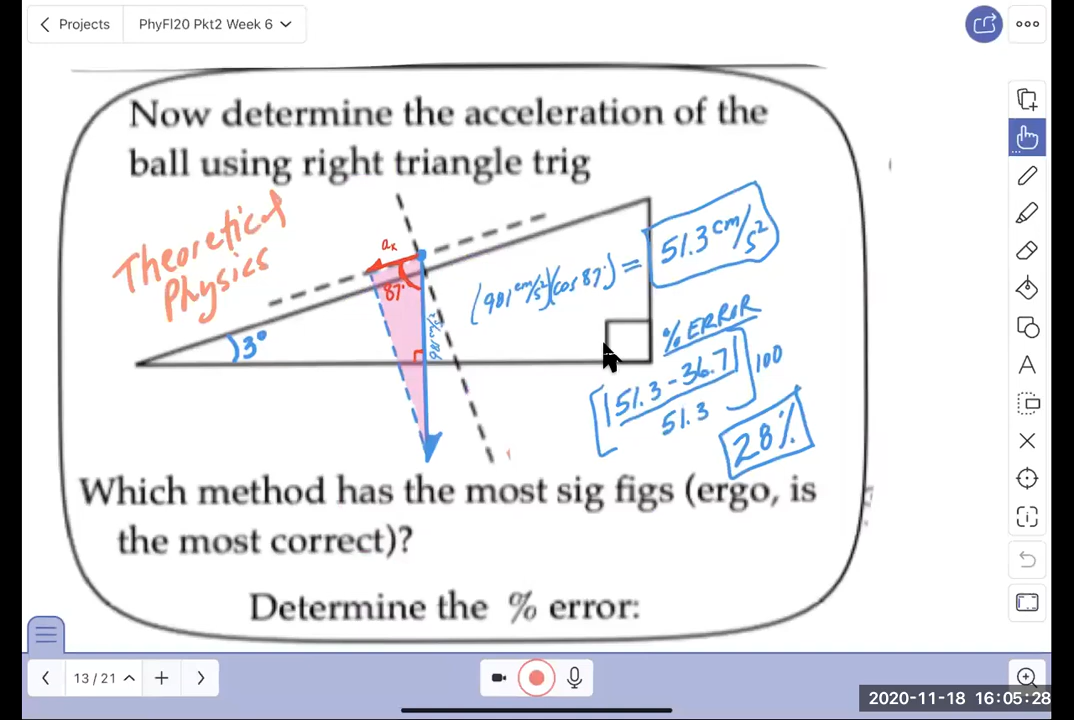 Projects
PhyFl20 Pkt2 Week 6
Now determine the acceleration of the
ball using right triangle trig
Theoretical
Physics
aₓ
87°
3°
981 cm/s²
(981 cm/s²)(cos 87°) = 51.3 cm/s²
% ERROR
[|51.3 - 36.7|
51.3
] 100
28%
Which method has the most sig figs (ergo, is
the most correct)?
Determine the % error:
13 / 21
2020-11-18 16:05:28